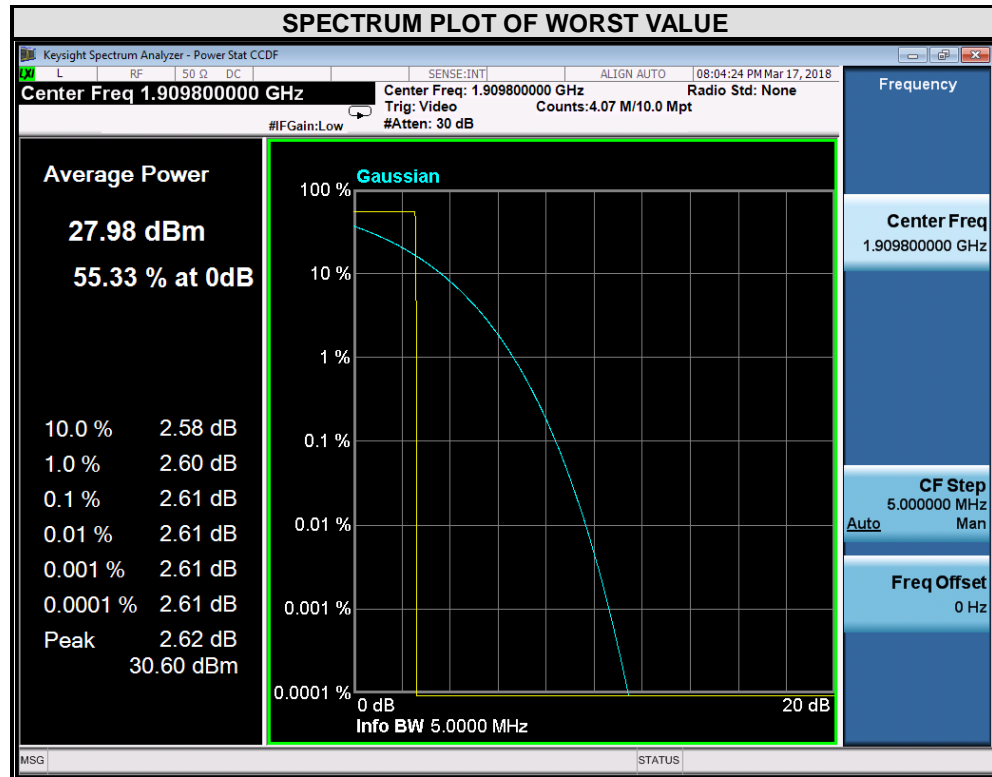 SPECTRUM PLOT OF WORST VALUE
Keysight Spectrum Analyzer - Power Stat CCDF
LXI L RF 50 Ω DC SENSE:INT ALIGN AUTO 08:04:24 PM Mar 17, 2018
Center Freq 1.909800000 GHz
Center Freq: 1.909800000 GHz Radio Std: None
Trig: Video Counts:4.07 M/10.0 Mpt
#IFGain:Low #Atten: 30 dB
Average Power
27.98 dBm
55.33 % at 0dB
10.0 % 2.58 dB
1.0 % 2.60 dB
0.1 % 2.61 dB
0.01 % 2.61 dB
0.001 % 2.61 dB
0.0001 % 2.61 dB
Peak 2.62 dB
30.60 dBm
Gaussian
100 %
10 %
1 %
0.1 %
0.01 %
0.001 %
0.0001 %
0 dB 20 dB
Info BW 5.0000 MHz
Frequency
Center Freq
1.909800000 GHz
CF Step
5.000000 MHz
Auto Man
Freq Offset
0 Hz
MSG STATUS